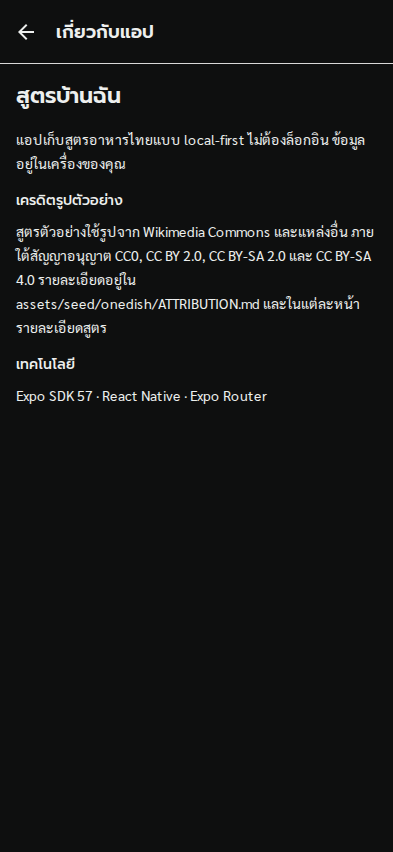 เกี่ยวกับแอป
สูตรบ้านฉัน
แอปเก็บสูตรอาหารไทยแบบ local-first ไม่ต้องล็อกอิน ข้อมูล
อยู่ในเครื่องของคุณ
เครดิตรูปตัวอย่าง
สูตรตัวอย่างใช้รูปจาก Wikimedia Commons และแหล่งอื่น ภาย
ใต้สัญญาอนุญาต CC0, CC BY 2.0, CC BY-SA 2.0 และ CC BY-SA
4.0 รายละเอียดอยู่ใน
assets/seed/onedish/ATTRIBUTION.md และในแต่ละหน้า
รายละเอียดสูตร
เทคโนโลยี
Expo SDK 57 · React Native · Expo Router